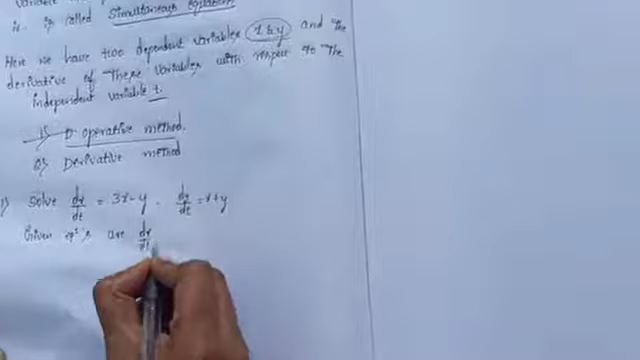 variable
is called Simultaneous equation
Here we have two dependent variables x & y and the
derivative of These variables with respect to The
independent variable t.
1) D operative method.
2) Derivative method
1) Solve dx/dt = 3x-y , dy/dt = x+y
Given eqn's are dx/dt